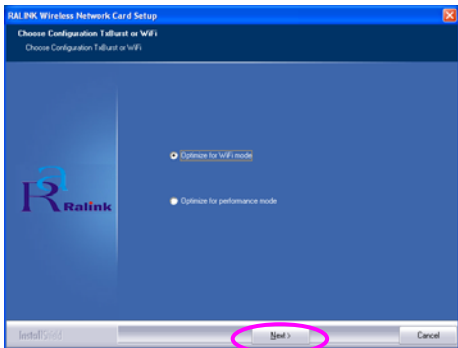 RALINK Wireless Network Card Setup
Choose Configuration TxBurst or WiFi
Choose Configuration TxBurst or WiFi
Optimize for WiFi mode
Optimize for performance mode
Ralink
InstallShield
Next >
Cancel